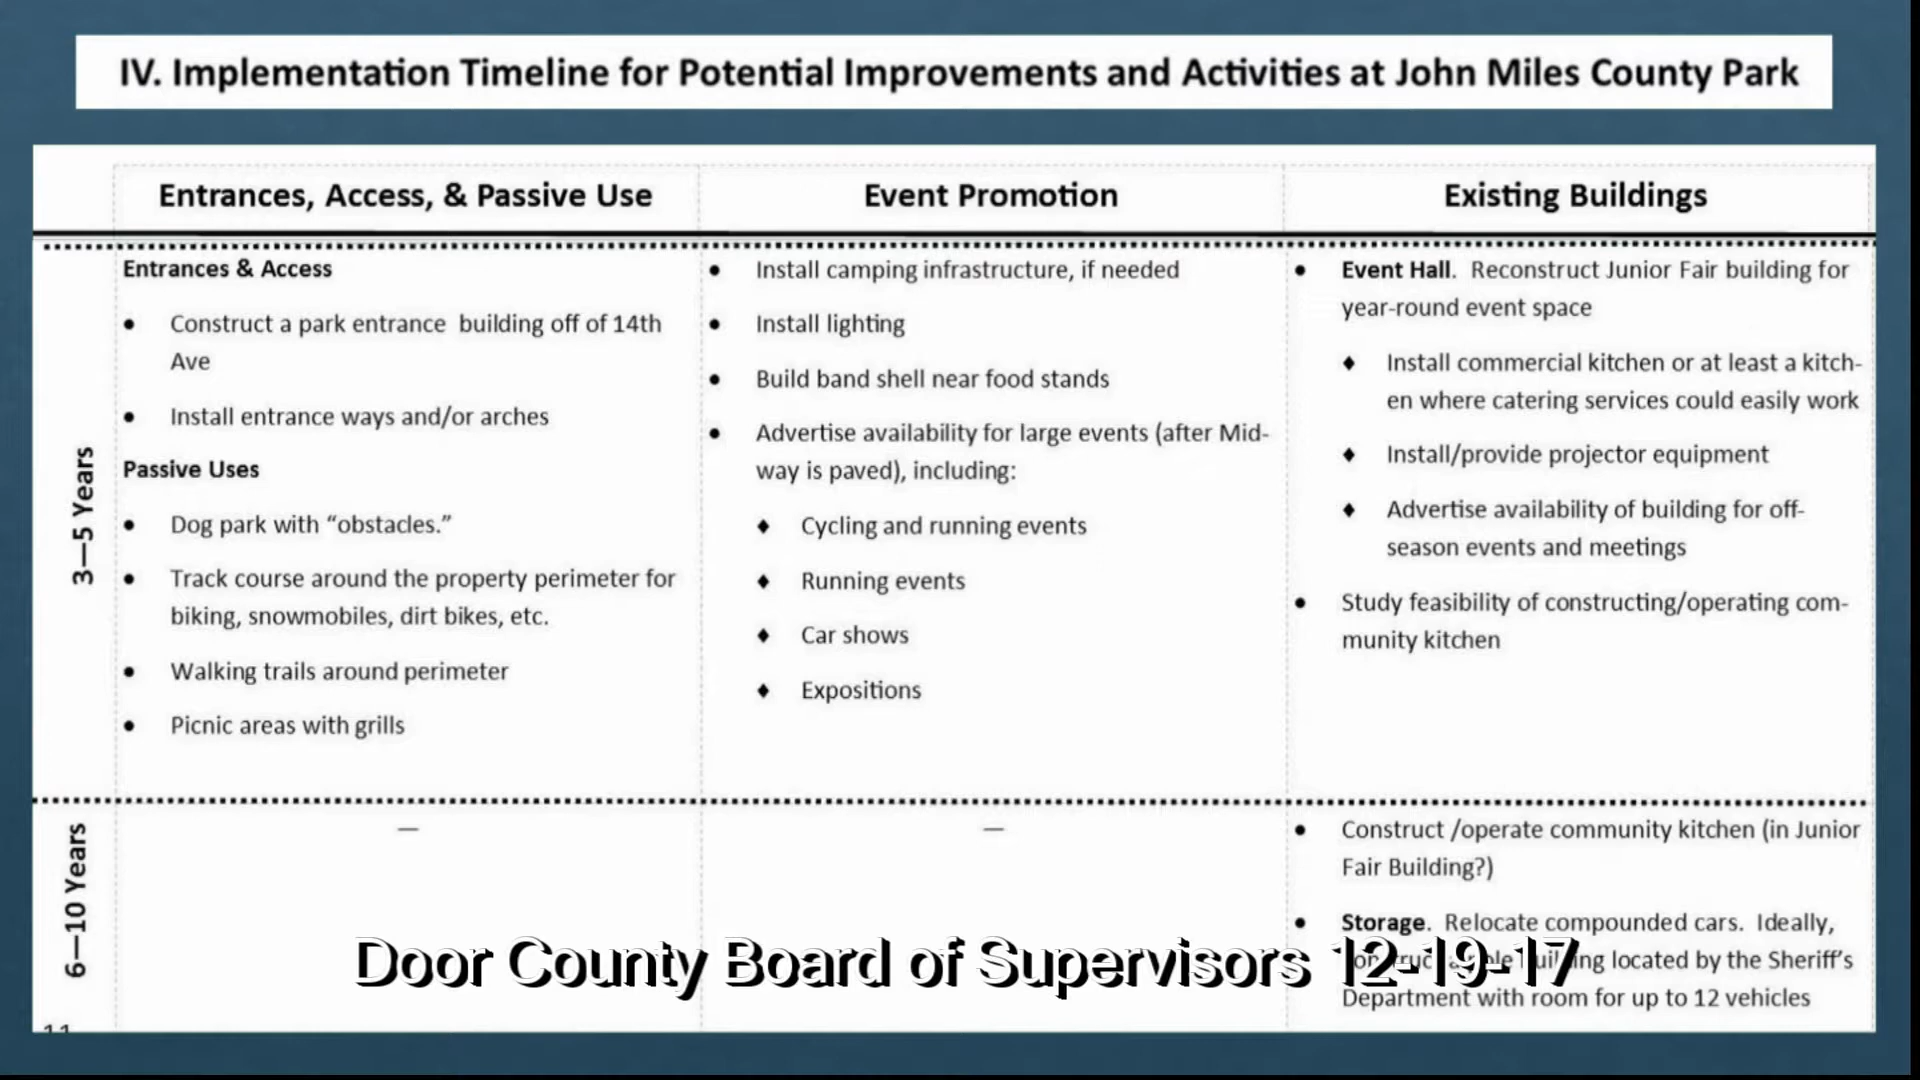 IV. Implementation Timeline for Potential Improvements and Activities at John Miles County Park
Entrances, Access, & Passive Use
Event Promotion
Existing Buildings
3—5 Years
Entrances & Access
• Construct a park entrance building off of 14th
Ave
• Install entrance ways and/or arches
Passive Uses
• Dog park with “obstacles.”
• Track course around the property perimeter for
biking, snowmobiles, dirt bikes, etc.
• Walking trails around perimeter
• Picnic areas with grills
• Install camping infrastructure, if needed
• Install lighting
• Build band shell near food stands
• Advertise availability for large events (after Mid-
way is paved), including:
♦ Cycling and running events
♦ Running events
♦ Car shows
♦ Expositions
• Event Hall. Reconstruct Junior Fair building for
year-round event space
♦ Install commercial kitchen or at least a kitch-
en where catering services could easily work
♦ Install/provide projector equipment
♦ Advertise availability of building for off-
season events and meetings
• Study feasibility of constructing/operating com-
munity kitchen
6—10 Years
—
—
• Construct /operate community kitchen (in Junior
Fair Building?)
• Storage. Relocate compounded cars. Ideally,
located by the Sheriff’s
Department with room for up to 12 vehicles
Door County Board of Supervisors 12-19-17